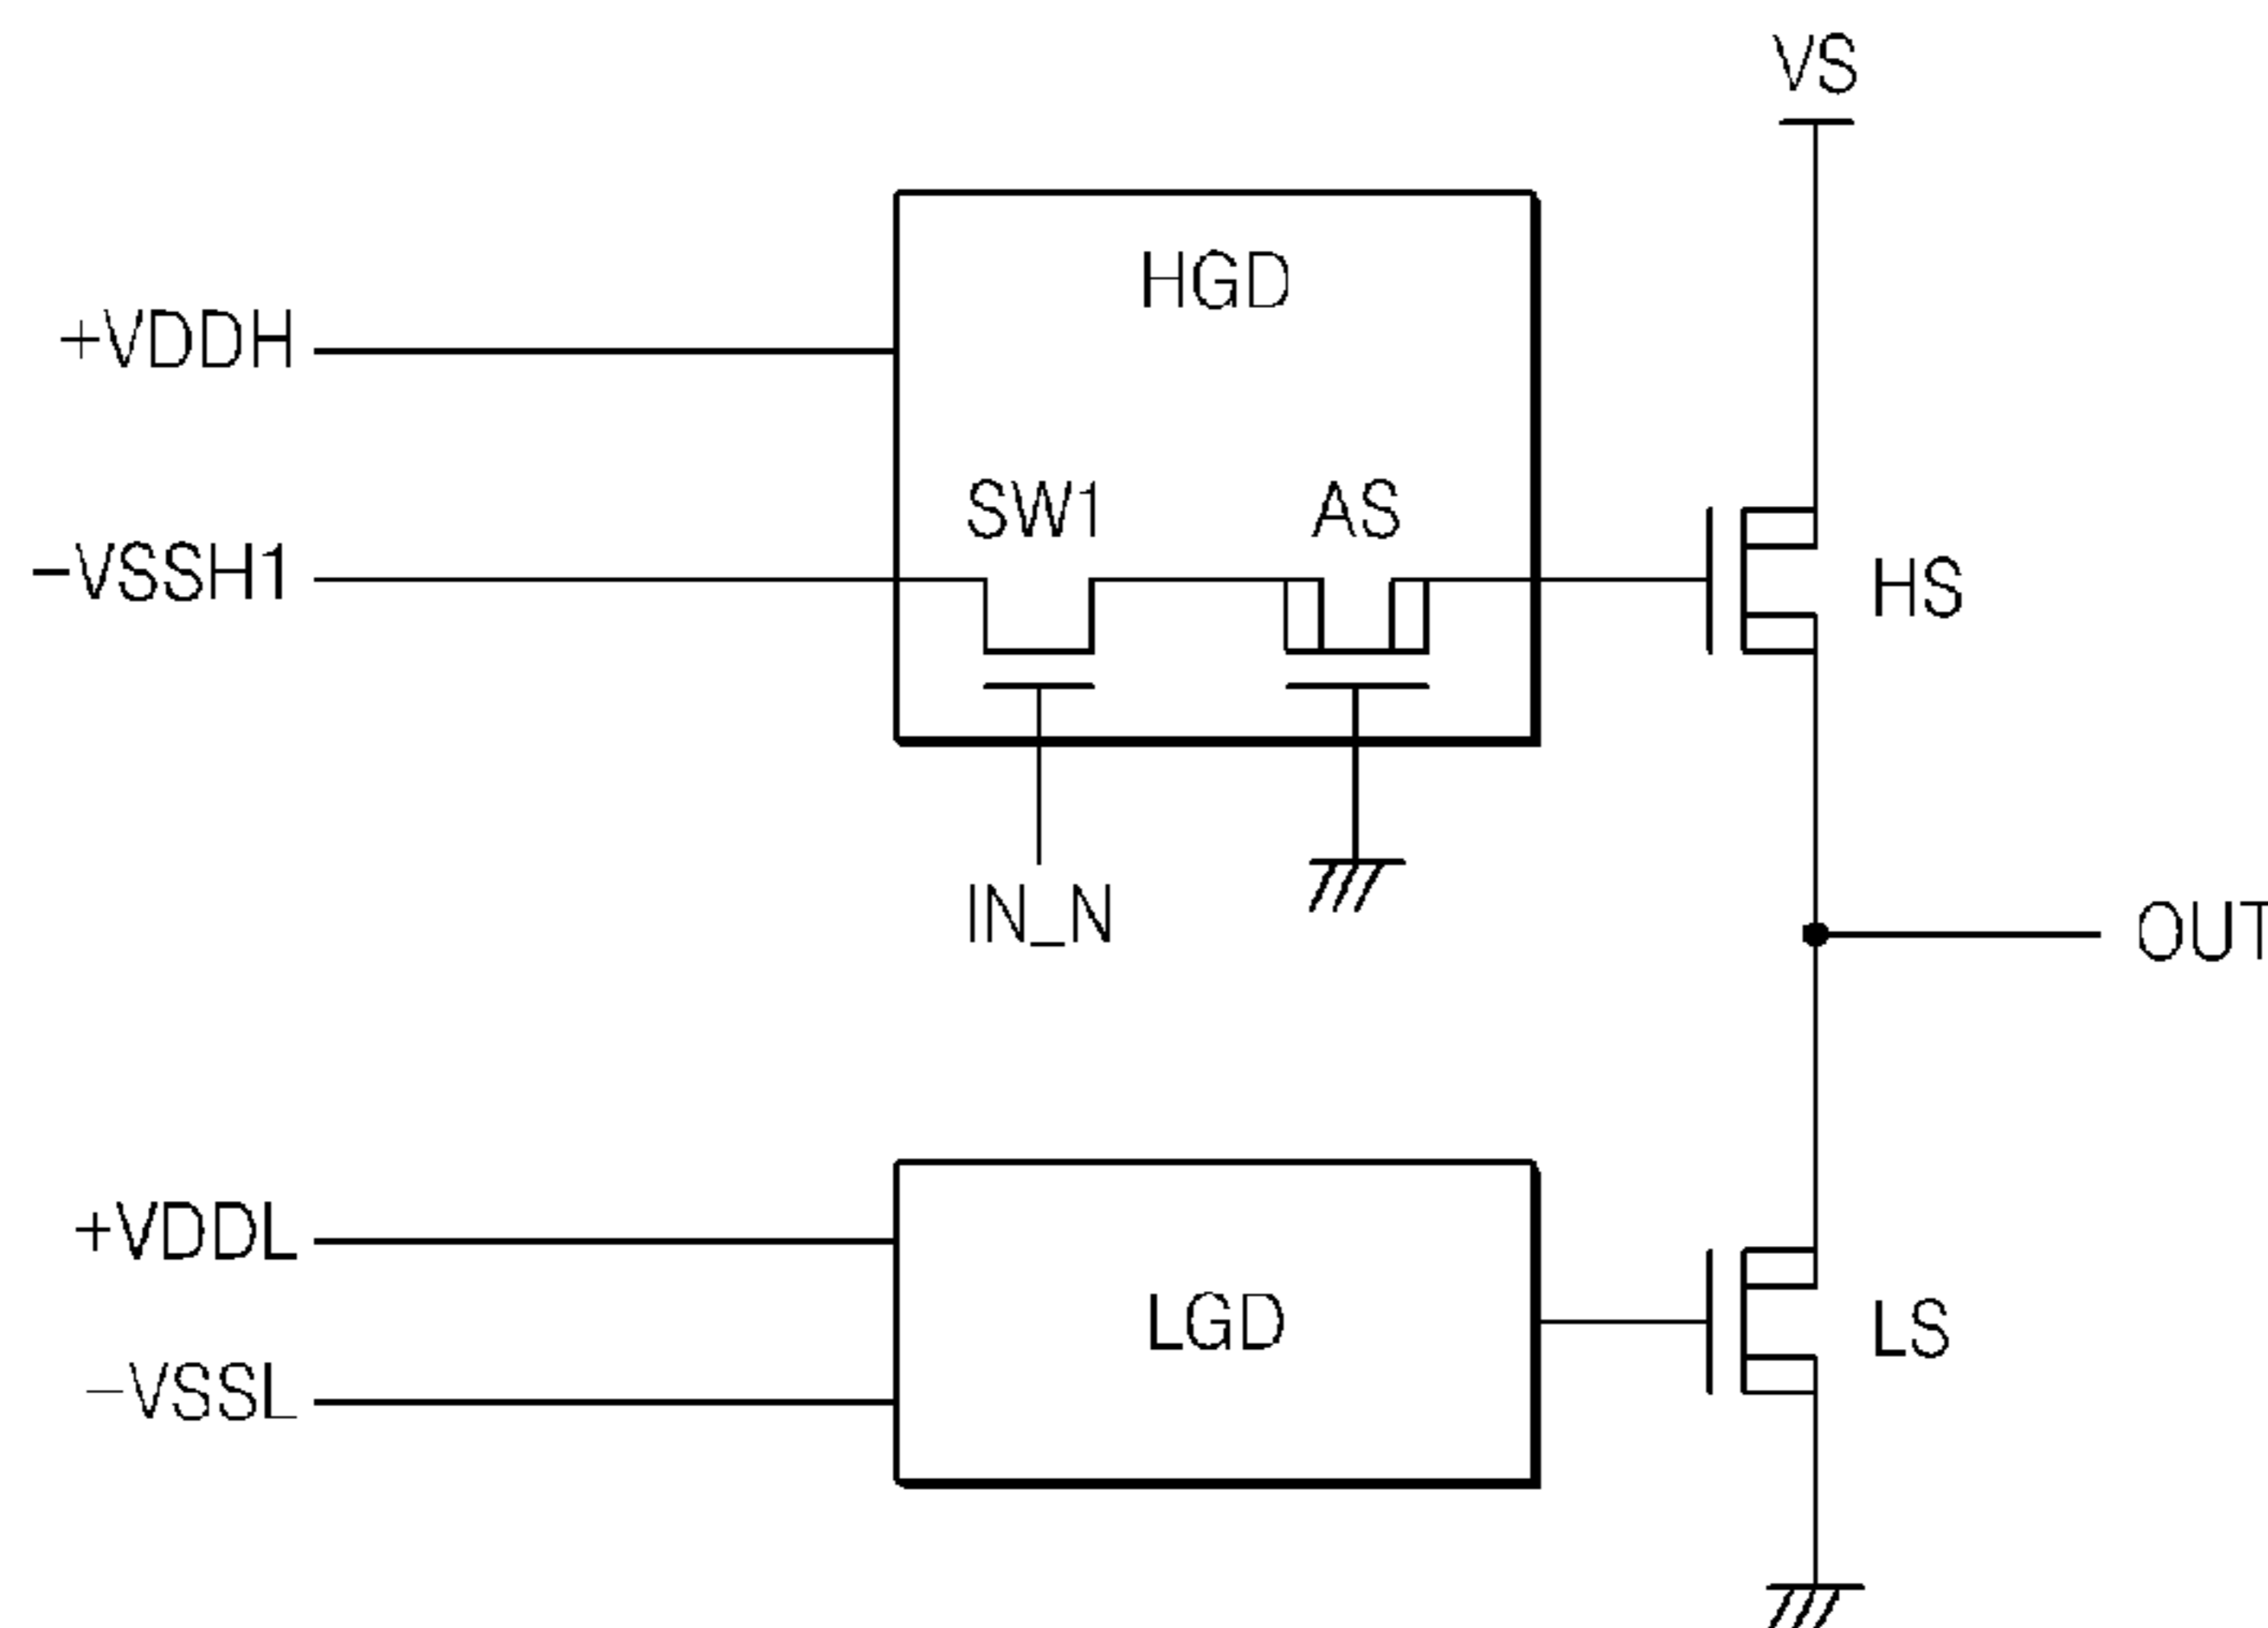 VS
HGD
+VDDH
SW1
AS
-VSSH1
HS
IN_N
OUT
+VDDL
LGD
LS
-VSSL